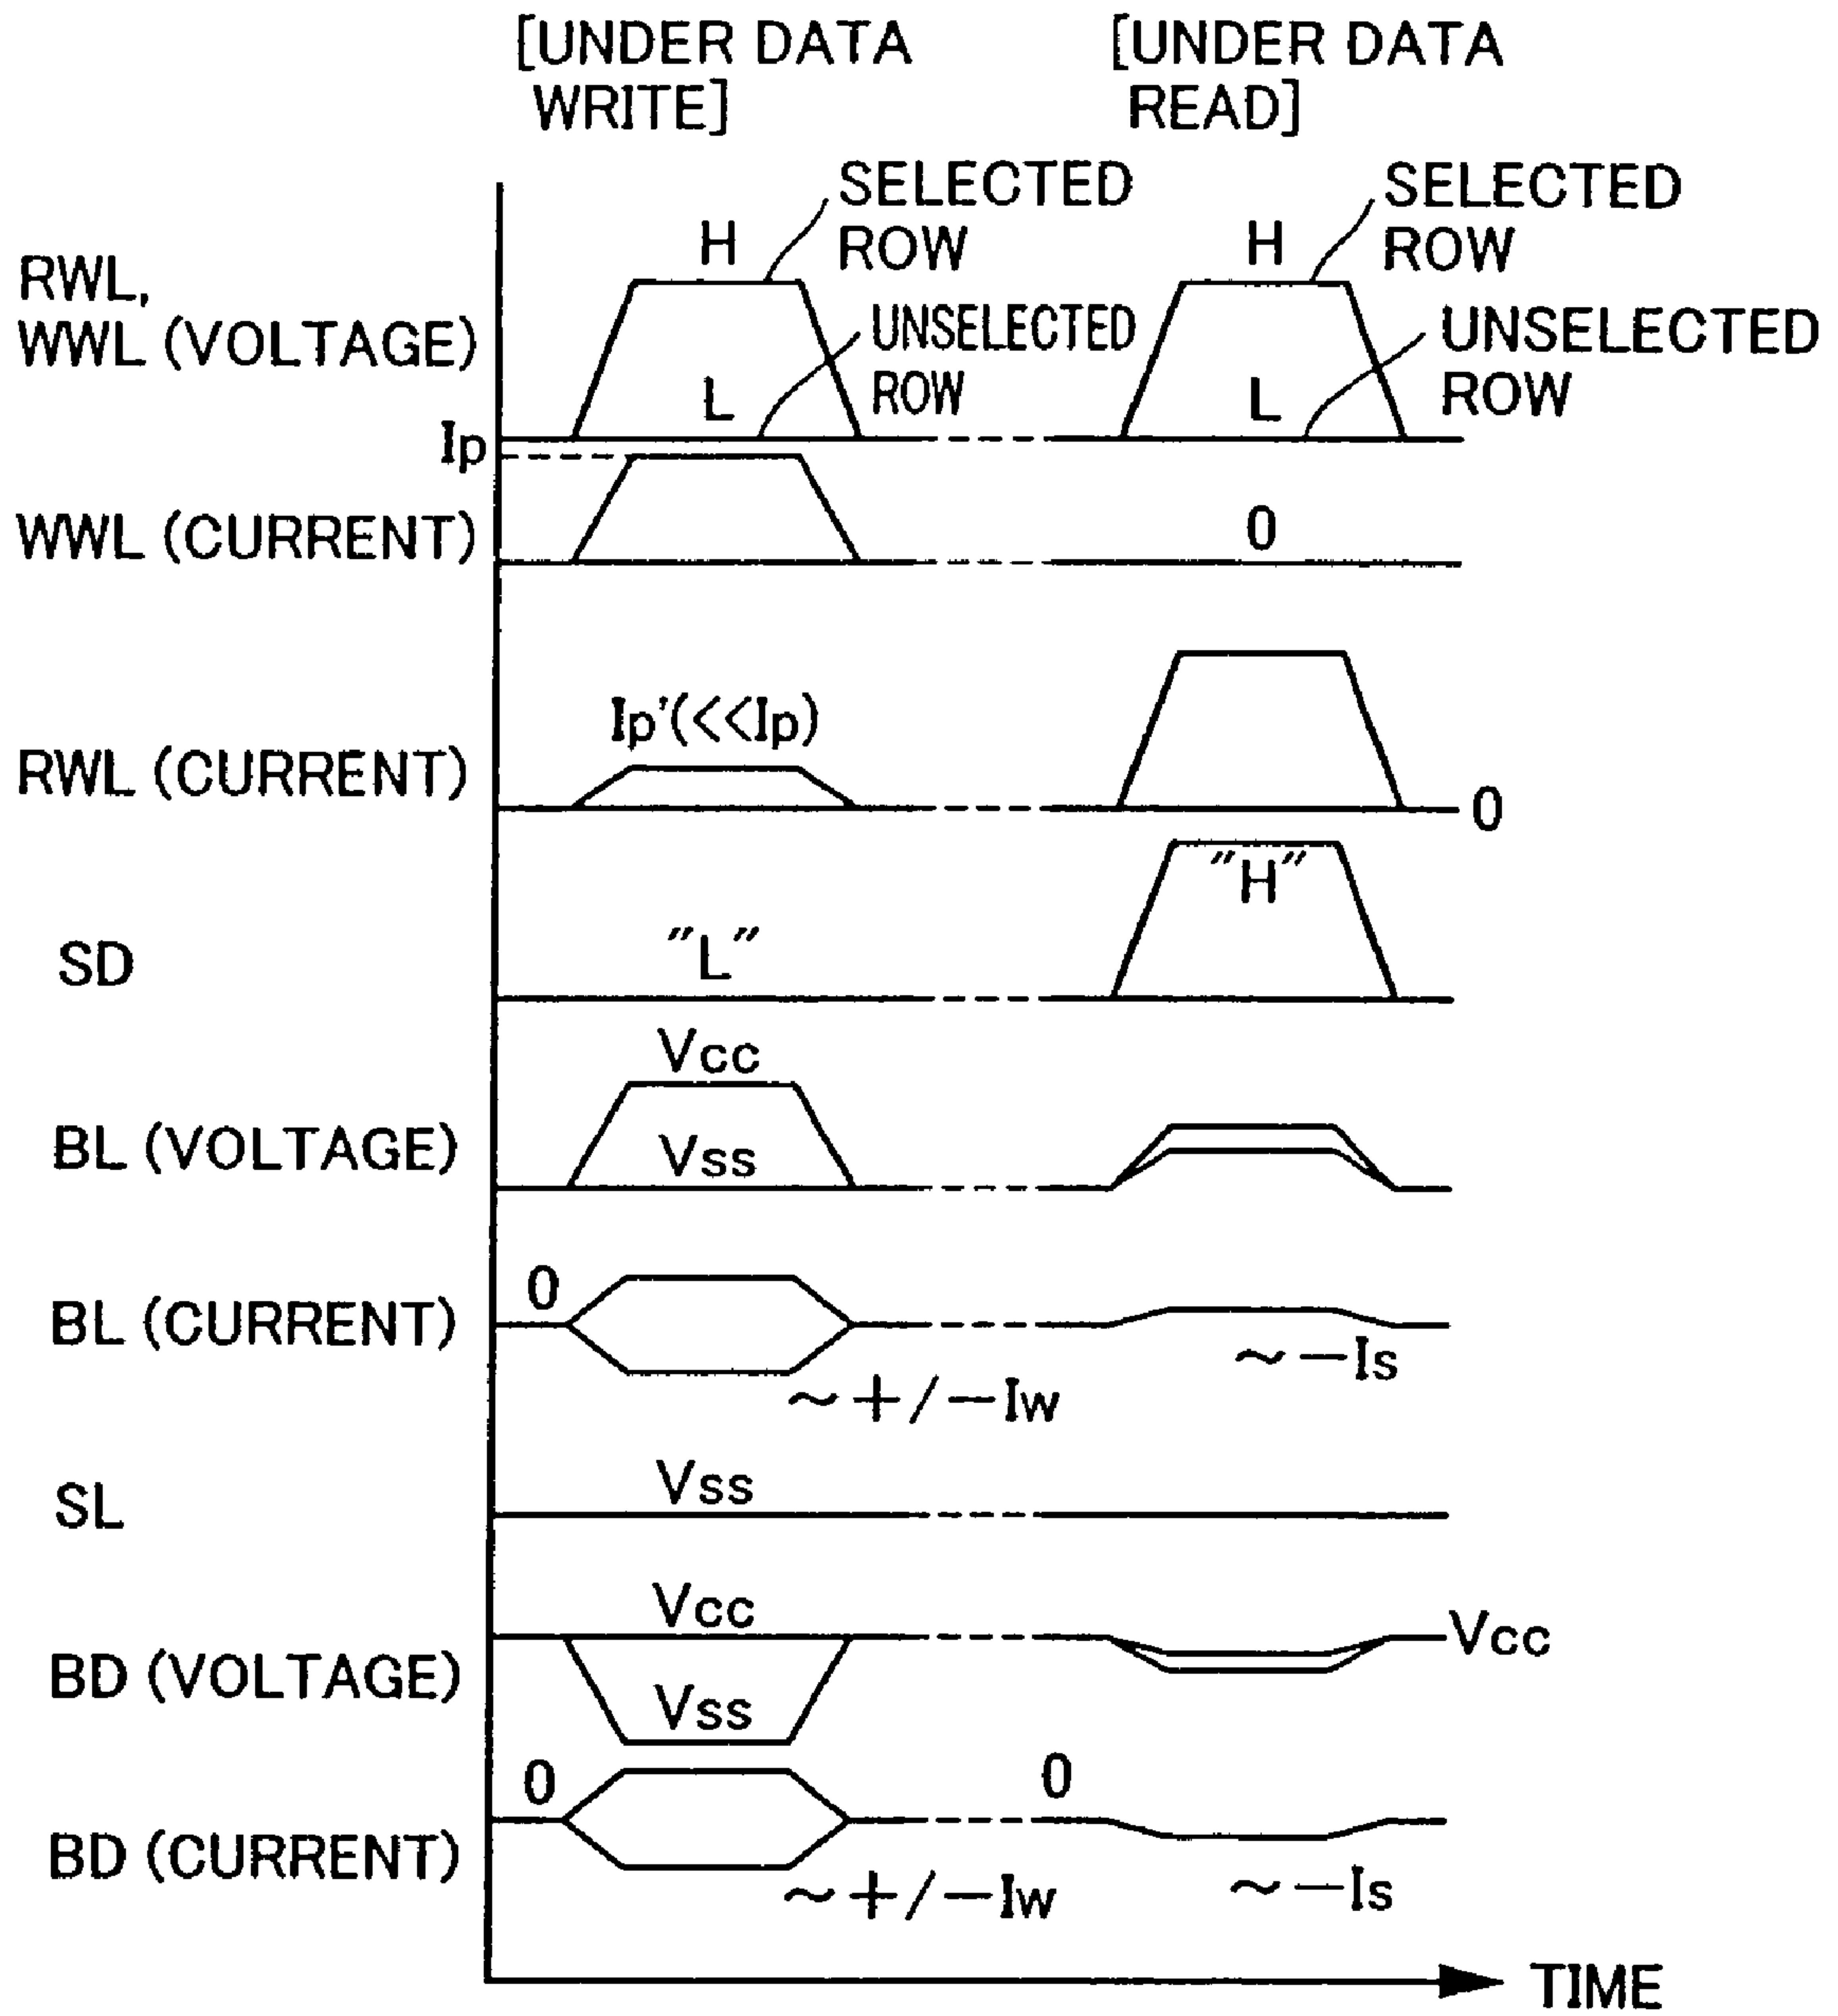 [UNDER DATA
WRITE]
[UNDER DATA
READ]
SELECTED
ROW
SELECTED
ROW
H
H
RWL,
WWL (VOLTAGE)
UNSELECTED
ROW
UNSELECTED
ROW
L
L
Ip
WWL (CURRENT)
0
Ip'(<<Ip)
RWL (CURRENT)
0
"H"
SD
"L"
Vcc
BL (VOLTAGE)
Vss
0
BL (CURRENT)
~ −Is
~ +/−Iw
Vss
SL
Vcc
Vcc
BD (VOLTAGE)
Vss
0
0
BD (CURRENT)
~ +/−Iw
~ −Is
TIME